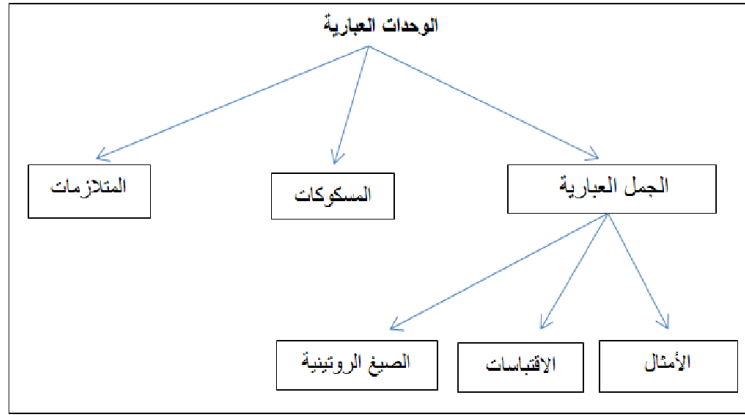 الوحدات العبارية
الجمل العبارية
المسكوكات
المتلازمات
الأمثال
الاقتباسات
الصيغ الروتينية